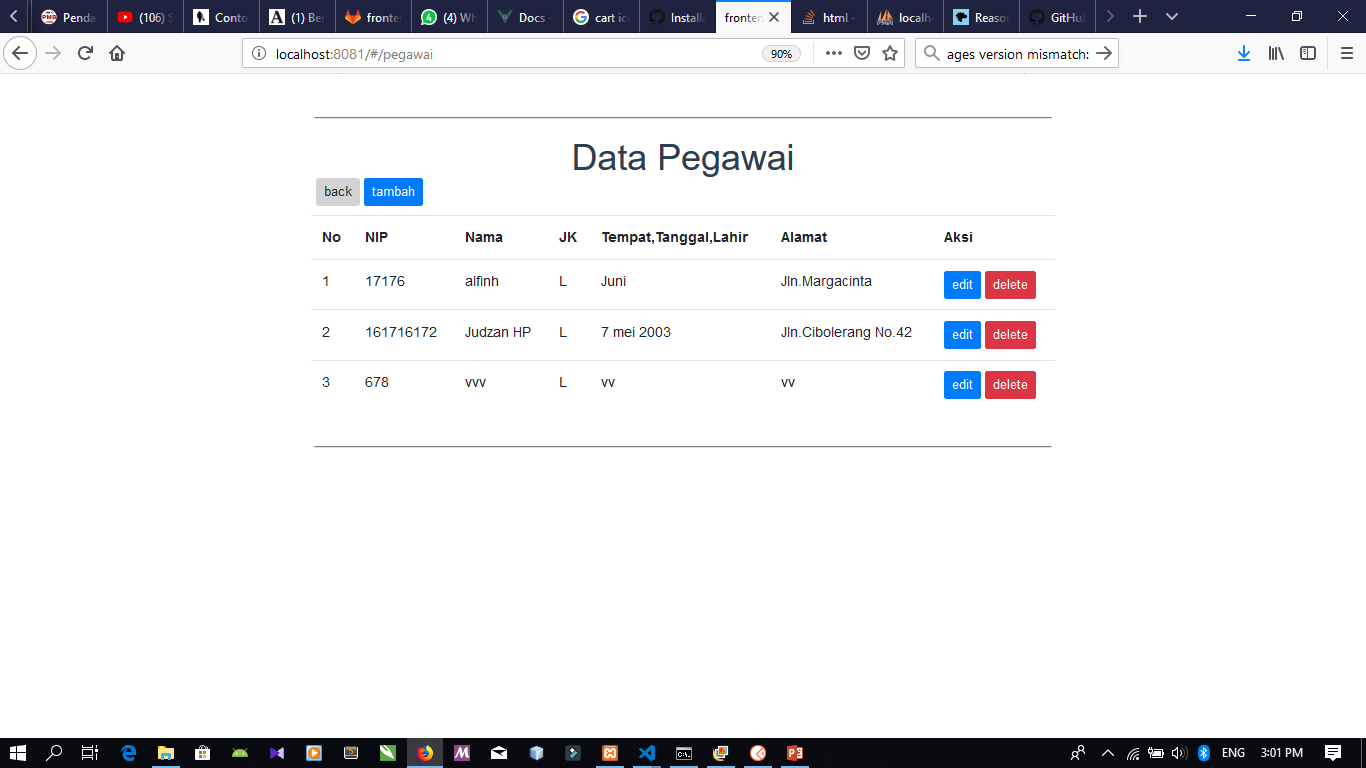 Penda (106) S Conto (1) Ber fronte (4) Wh Docs - cart ic Install fronten html - localh Reason GitHub
localhost:8081/#/pegawai 90% ages version mismatch:
Data Pegawai
back tambah
No NIP Nama JK Tempat,Tanggal,Lahir Alamat Aksi
1 17176 alfinh L Juni Jln.Margacinta edit delete
2 161716172 Judzan HP L 7 mei 2003 Jln.Cibolerang No.42 edit delete
3 678 vvv L vv vv edit delete
ENG 3:01 PM